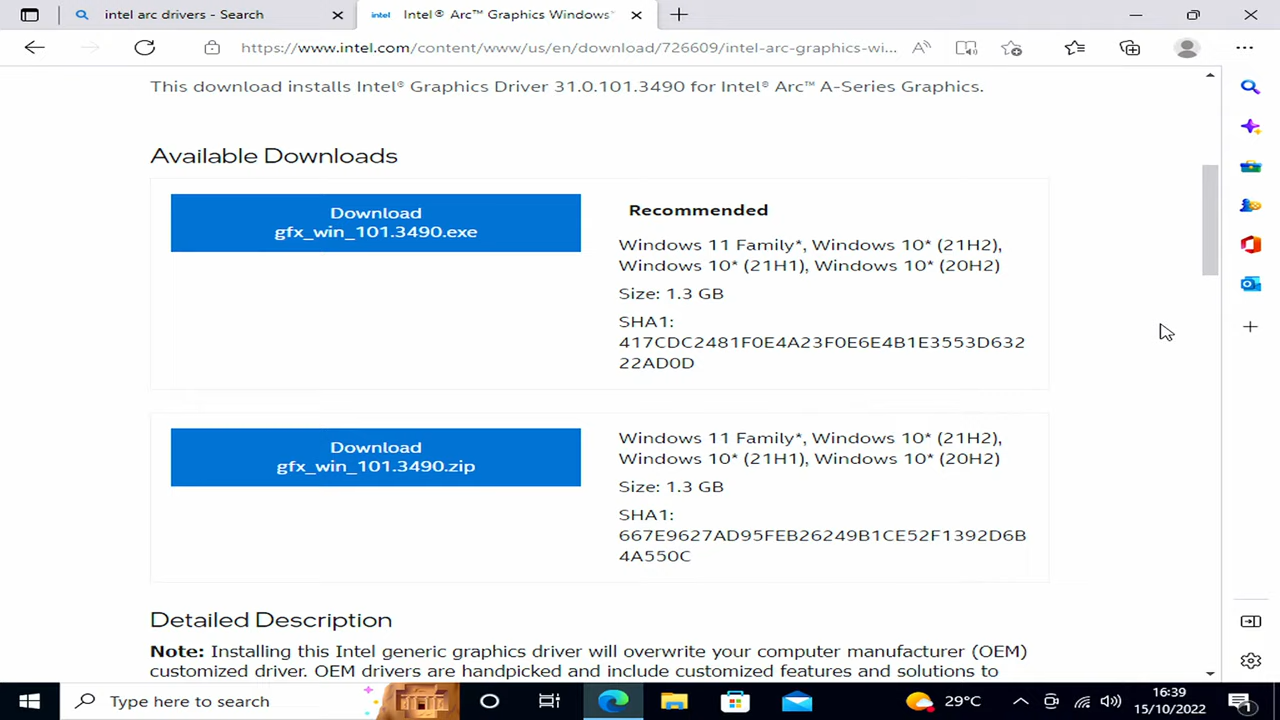 intel arc drivers - Search
intel
Intel® Arc™ Graphics Windows
https://www.intel.com/content/www/us/en/download/726609/intel-arc-graphics-wi...
This download installs Intel® Graphics Driver 31.0.101.3490 for Intel® Arc™ A-Series Graphics.
Available Downloads
Download
gfx_win_101.3490.exe
Recommended
Windows 11 Family*, Windows 10* (21H2),
Windows 10* (21H1), Windows 10* (20H2)
Size: 1.3 GB
SHA1:
417CDC2481F0E4A23F0E6E4B1E3553D632
22AD0D
Download
gfx_win_101.3490.zip
Windows 11 Family*, Windows 10* (21H2),
Windows 10* (21H1), Windows 10* (20H2)
Size: 1.3 GB
SHA1:
667E9627AD95FEB26249B1CE52F1392D6B
4A550C
Detailed Description
Note: Installing this Intel generic graphics driver will overwrite your computer manufacturer (OEM)
customized driver. OEM drivers are handpicked and include customized features and solutions to
Type here to search
29°C
16:39
15/10/2022
1